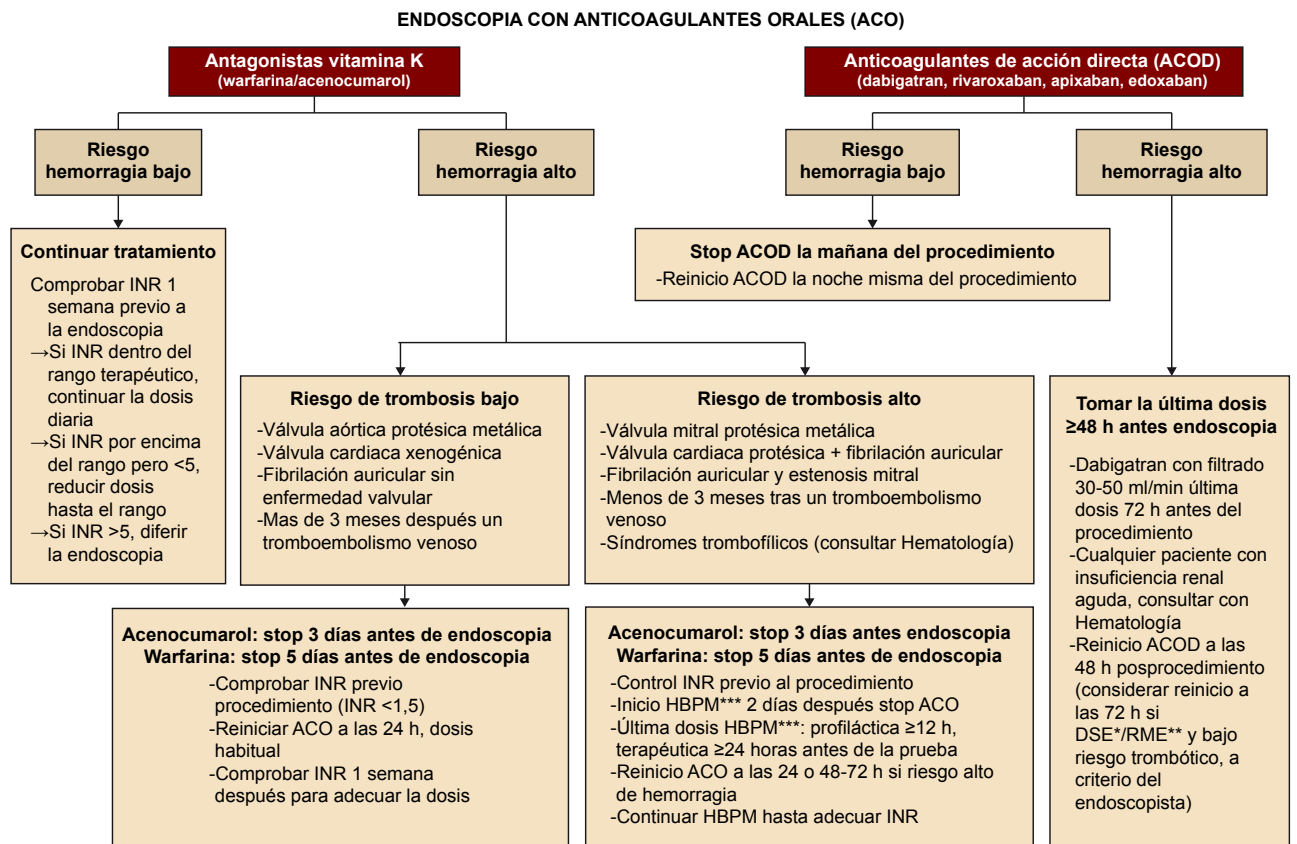 ENDOSCOPIA CON ANTICOAGULANTES ORALES (ACO)
Antagonistas vitamina K
(warfarina/acenocumarol)
Anticoagulantes de acción directa (ACOD)
(dabigatran, rivaroxaban, apixaban, edoxaban)
Riesgo
hemorragia bajo
Riesgo
hemorragia alto
Riesgo
hemorragia bajo
Riesgo
hemorragia alto
Continuar tratamiento
Comprobar INR 1
semana previo a
la endoscopia
→Si INR dentro del
rango terapéutico,
continuar la dosis
diaria
→Si INR por encima
del rango pero <5,
reducir dosis
hasta el rango
→Si INR >5, diferir
la endoscopia
Stop ACOD la mañana del procedimiento
-Reinicio ACOD la noche misma del procedimiento
Riesgo de trombosis bajo
-Válvula aórtica protésica metálica
-Válvula cardiaca xenogénica
-Fibrilación auricular sin
enfermedad valvular
-Mas de 3 meses después un
tromboembolismo venoso
Riesgo de trombosis alto
-Válvula mitral protésica metálica
-Válvula cardiaca protésica + fibrilación auricular
-Fibrilación auricular y estenosis mitral
-Menos de 3 meses tras un tromboembolismo
venoso
-Síndromes trombofílicos (consultar Hematología)
Tomar la última dosis
≥48 h antes endoscopia
-Dabigatran con filtrado
30-50 ml/min última
dosis 72 h antes del
procedimiento
-Cualquier paciente con
insuficiencia renal
aguda, consultar con
Hematología
-Reinicio ACOD a las
48 h posprocedimiento
(considerar reinicio a
las 72 h si
DSE*/RME** y bajo
riesgo trombótico, a
criterio del
endoscopista)
Acenocumarol: stop 3 días antes de endoscopia
Warfarina: stop 5 días antes de endoscopia
-Comprobar INR previo
procedimiento (INR <1,5)
-Reiniciar ACO a las 24 h, dosis
habitual
-Comprobar INR 1 semana
después para adecuar la dosis
Acenocumarol: stop 3 días antes endoscopia
Warfarina: stop 5 días antes de endoscopia
-Control INR previo al procedimiento
-Inicio HBPM*** 2 días después stop ACO
-Última dosis HBPM***: profiláctica ≥12 h,
terapéutica ≥24 horas antes de la prueba
-Reinicio ACO a las 24 o 48-72 h si riesgo alto
de hemorragia
-Continuar HBPM hasta adecuar INR